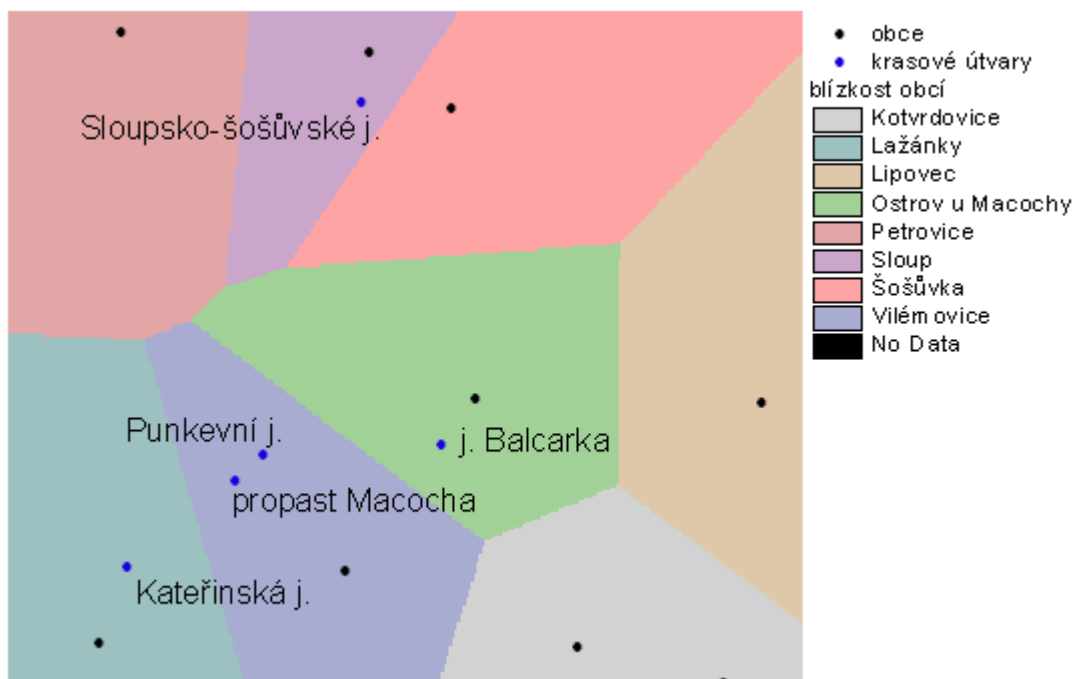 Sloupsko-šošůvské j.
Punkevní j.
j. Balcarka
propast Macocha
Kateřinská j.
obce
krasové útvary
blízkost obcí
Kotvrdovice
Lažánky
Lipovec
Ostrov u Macochy
Petrovice
Sloup
Šošůvka
Vilémovice
No Data